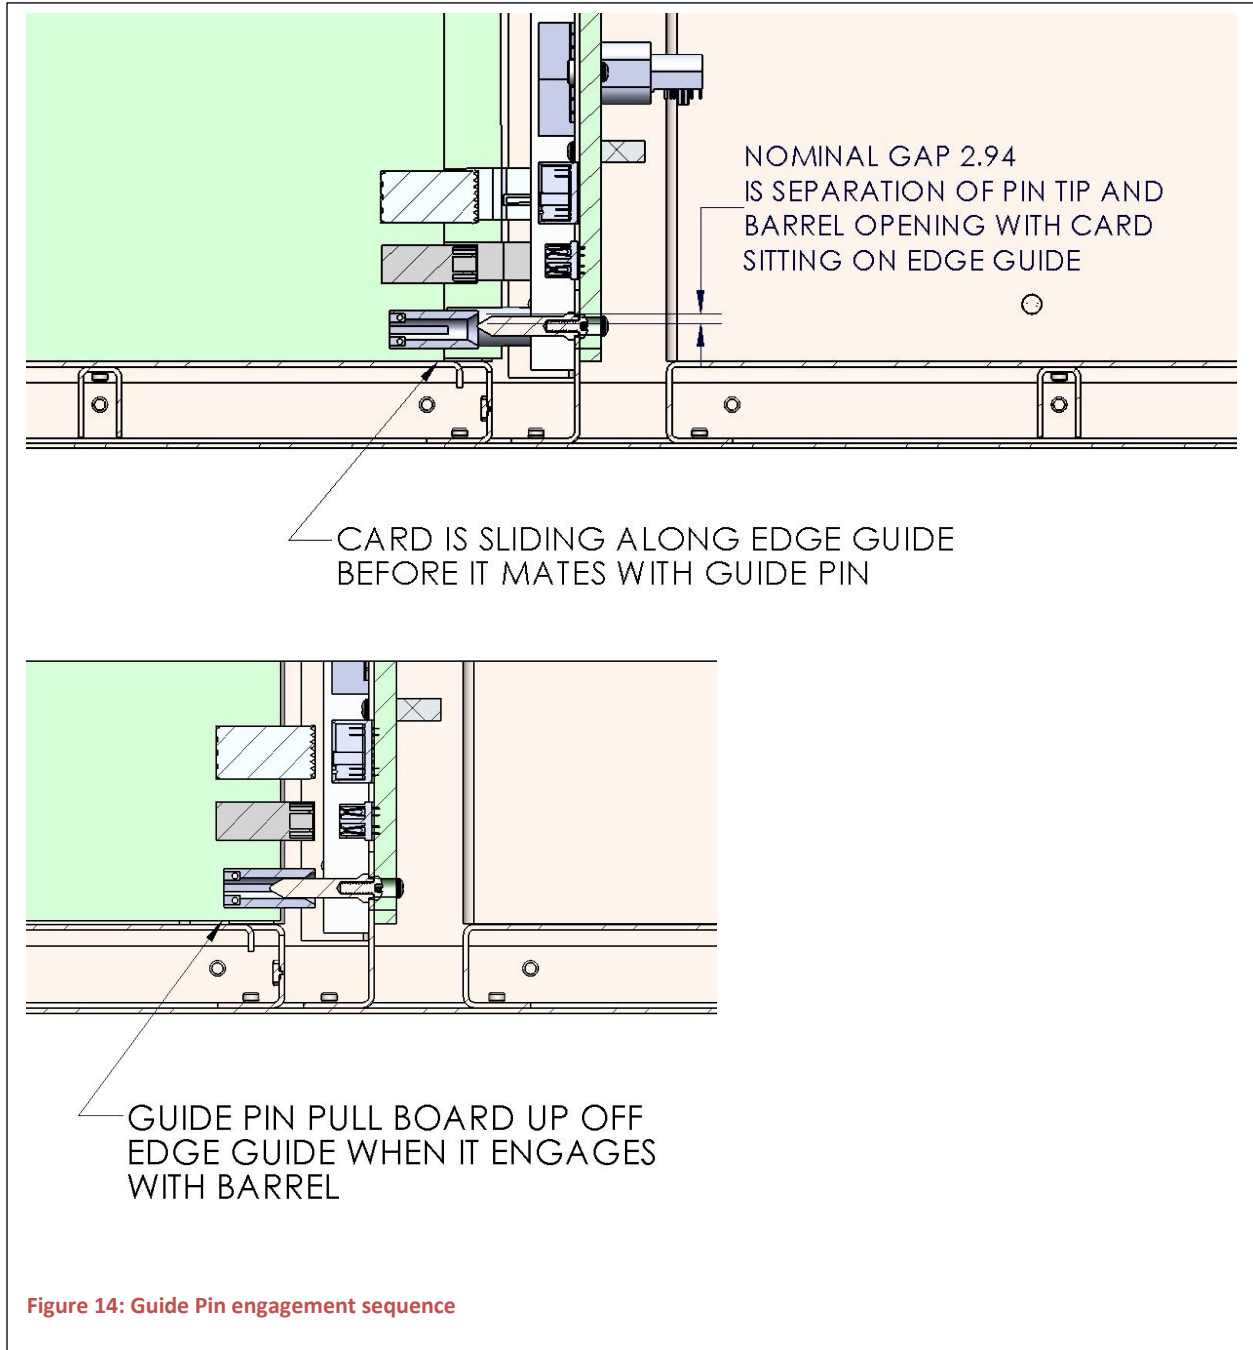 NOMINAL GAP 2.94
IS SEPARATION OF PIN TIP AND
BARREL OPENING WITH CARD
SITTING ON EDGE GUIDE
CARD IS SLIDING ALONG EDGE GUIDE
BEFORE IT MATES WITH GUIDE PIN
GUIDE PIN PULL BOARD UP OFF
EDGE GUIDE WHEN IT ENGAGES
WITH BARREL
Figure 14: Guide Pin engagement sequence